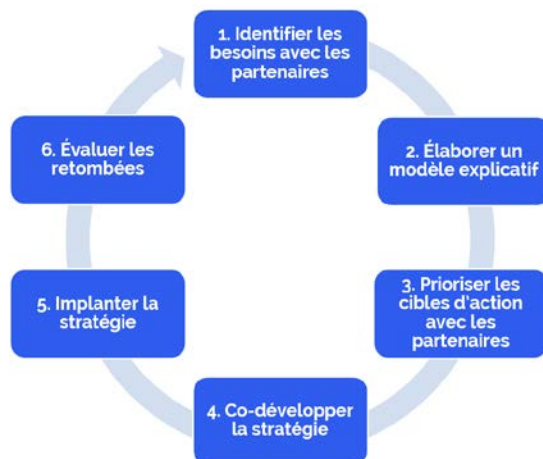 1. Identifier les
besoins avec les
partenaires
2. Élaborer un
modèle explicatif
3. Prioriser les
cibles d'action
avec les
partenaires
4. Co-développer
la stratégie
5. Implanter la
stratégie
6. Évaluer les
retombées